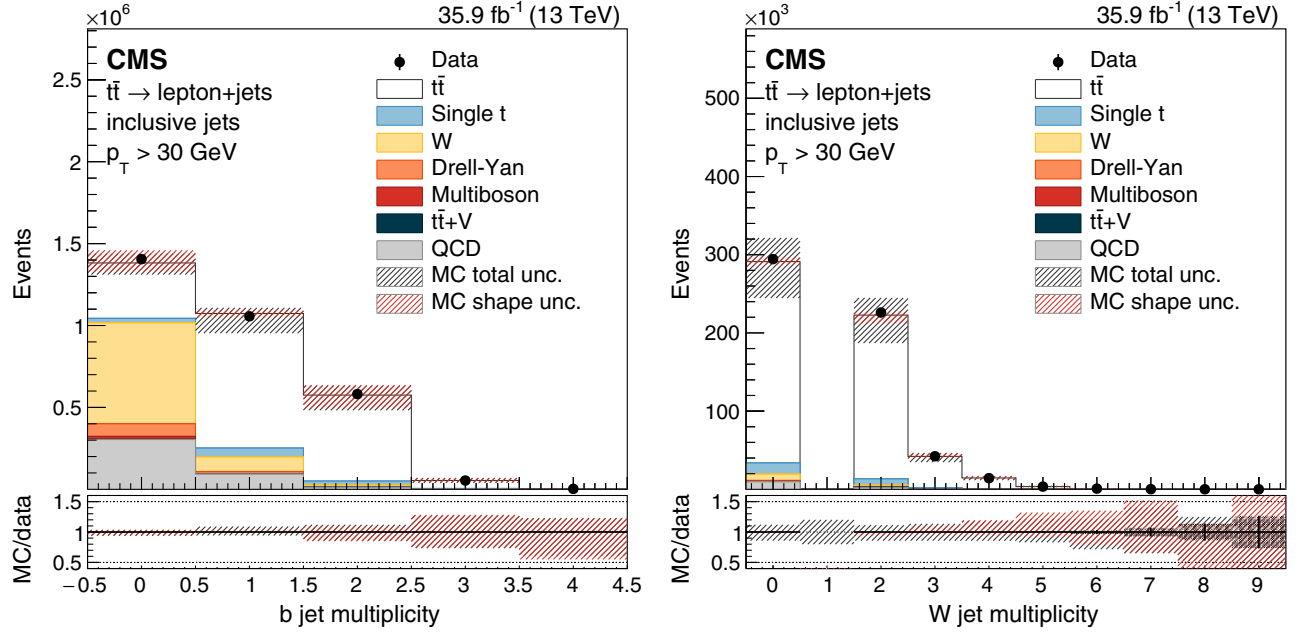 ×10⁶ 35.9 fb⁻¹ (13 TeV)
CMS
tt̄ → lepton+jets
inclusive jets
p_T > 30 GeV
Data
tt̄
Single t
W
Drell-Yan
Multiboson
tt̄+V
QCD
MC total unc.
MC shape unc.
Events
2.5
2
1.5
1
0.5
MC/data
1.5
1
0.5
−0.5 0 0.5 1 1.5 2 2.5 3 3.5 4 4.5
b jet multiplicity
×10³ 35.9 fb⁻¹ (13 TeV)
CMS
tt̄ → lepton+jets
inclusive jets
p_T > 30 GeV
Data
tt̄
Single t
W
Drell-Yan
Multiboson
tt̄+V
QCD
MC total unc.
MC shape unc.
Events
500
400
300
200
100
MC/data
1.5
1
0.5
0 1 2 3 4 5 6 7 8 9
W jet multiplicity